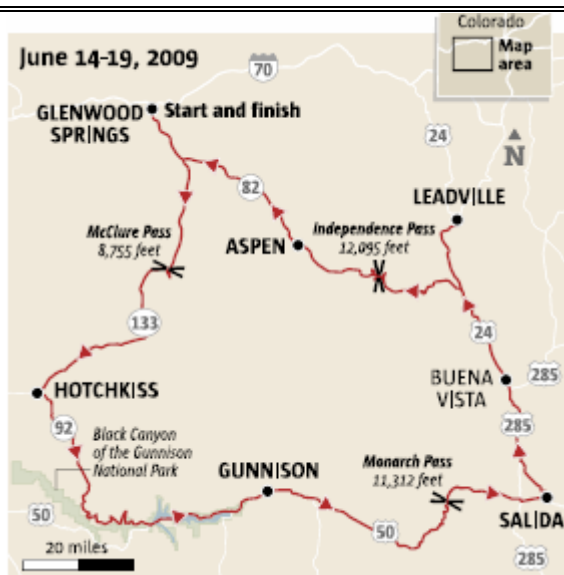 Colorado
Map
area
June 14-19, 2009
70
GLENWOOD
SPRINGS
Start and finish
24
N
82
LEADVILLE
McClure Pass
8,755 feet
ASPEN
Independence Pass
12,095 feet
133
24
HOTCHKISS
BUENA
VISTA
285
92
285
Black Canyon
of the Gunnison
National Park
GUNNISON
Monarch Pass
11,312 feet
50
50
SALIDA
20 miles
285